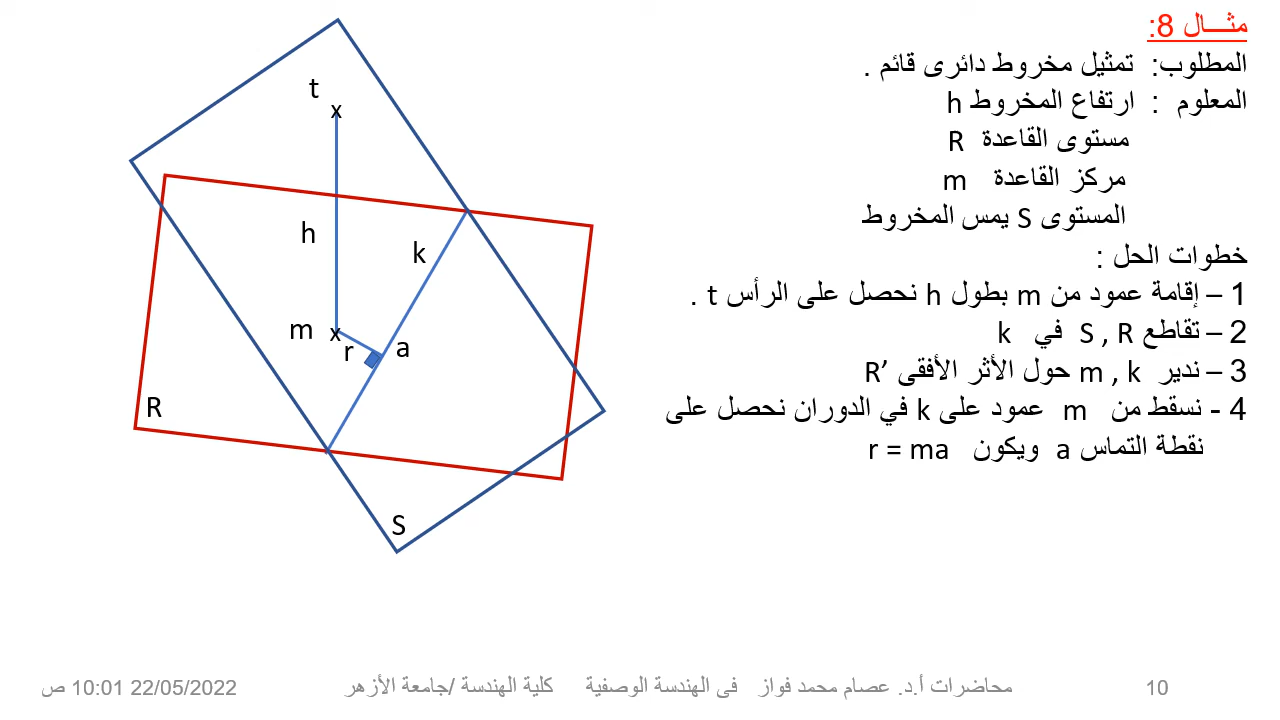 مثـــال 8:
المطلوب: تمثيل مخروط دائرى قائم .
المعلوم : ارتفاع المخروط h
مستوى القاعدة R
مركز القاعدة m
المستوى S يمس المخروط
خطوات الحل :
1 – إقامة عمود من m بطول h نحصل على الرأس t .
2 – تقاطع S , R في k
3 – ندير m , k حول الأثر الأفقى R’
4 - نسقط من m عمود على k في الدوران نحصل على
نقطة التماس a ويكون r = ma
t
x
h
k
m
x
r
a
R
S
10
محاضرات أ.د. عصام محمد فواز فى الهندسة الوصفية كلية الهندسة /جامعة الأزهر
22/05/2022 10:01 ص